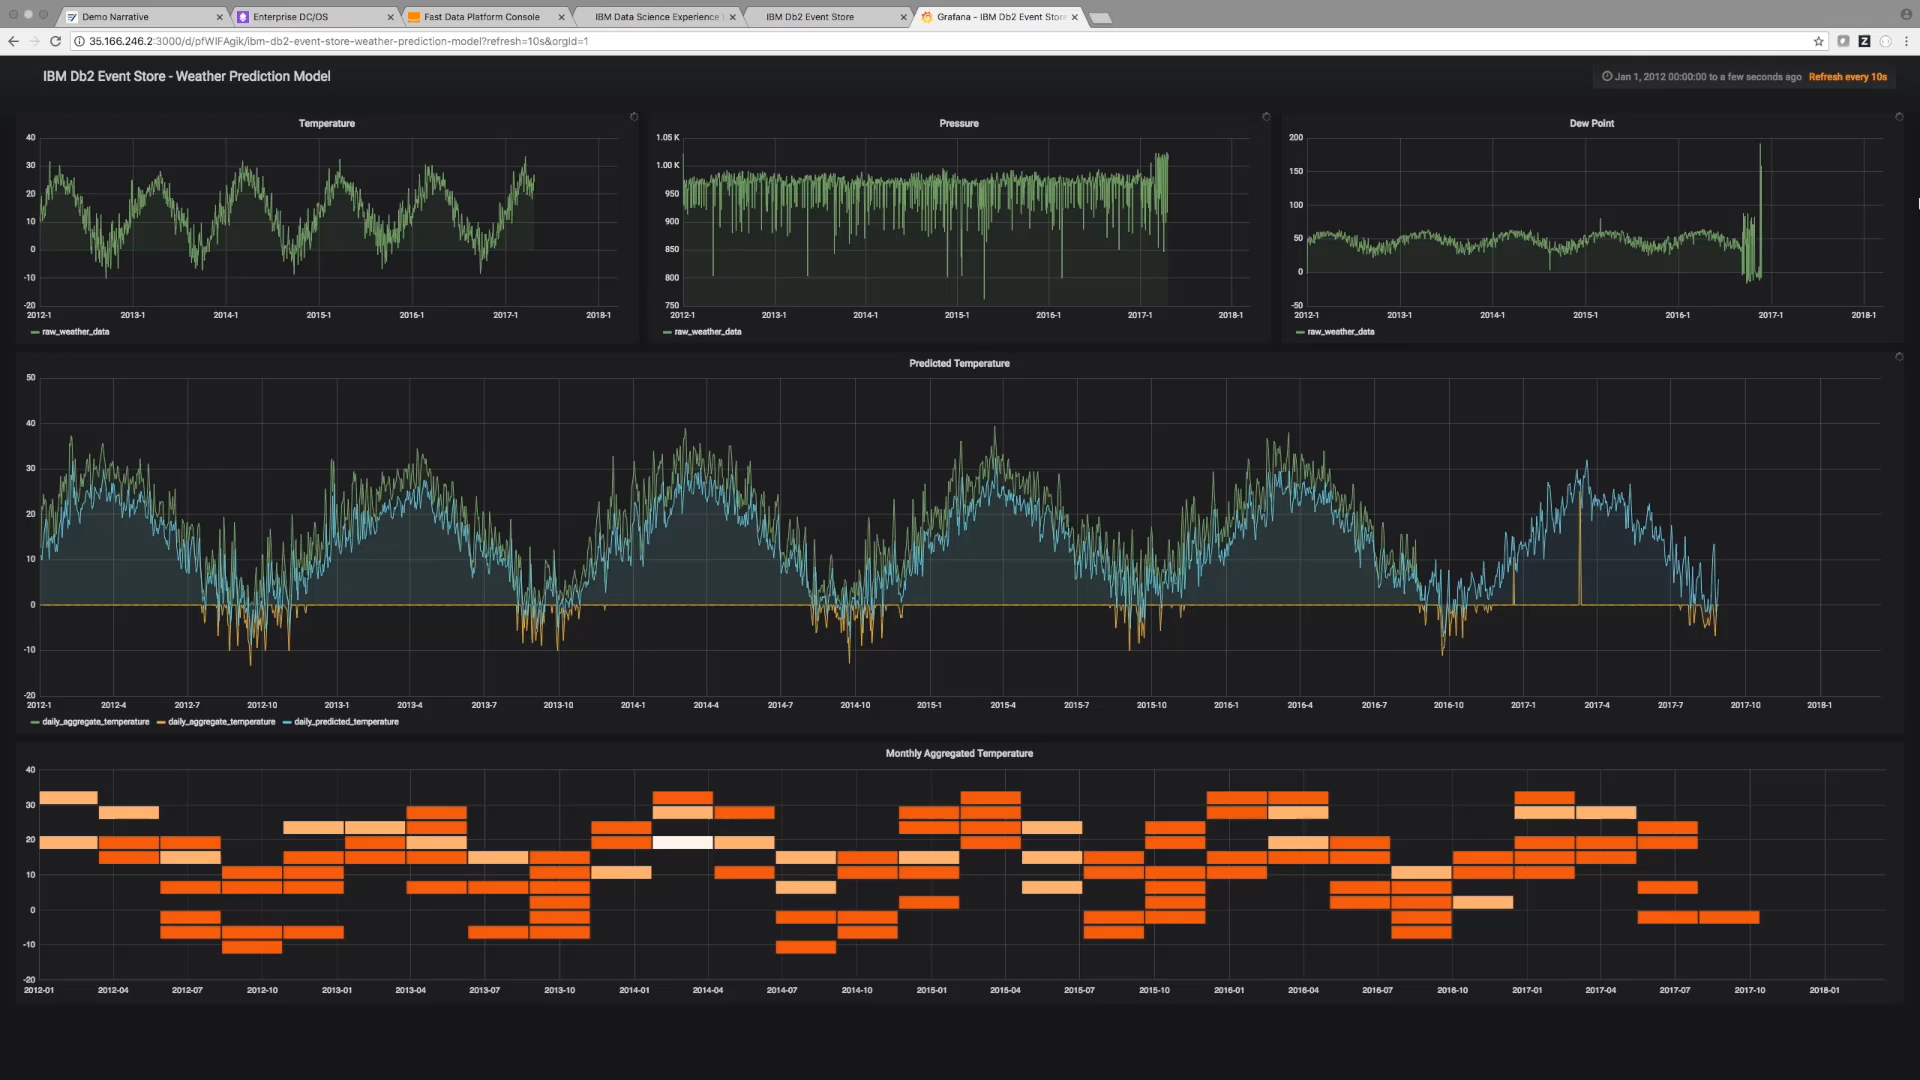 Demo Narrative
Enterprise DC/OS
Fast Data Platform Console
IBM Data Science Experience
IBM Db2 Event Store
Grafana - IBM Db2 Event Store
35.166.246.2:3000/d/pfWIFAgik/ibm-db2-event-store-weather-prediction-model?refresh=10s&orgId=1
IBM Db2 Event Store - Weather Prediction Model
Jan 1, 2012 00:00:00 to a few seconds ago Refresh every 10s
Temperature
40
30
20
10
0
-10
-20
2012-1 2013-1 2014-1 2015-1 2016-1 2017-1 2018-1
raw_weather_data
Pressure
1.05 K
1.00 K
950
900
850
800
750
2012-1 2013-1 2014-1 2015-1 2016-1 2017-1 2018-1
raw_weather_data
Dew Point
200
150
100
50
0
-50
2012-1 2013-1 2014-1 2015-1 2016-1 2017-1 2018-1
raw_weather_data
Predicted Temperature
50
40
30
20
10
0
-10
-20
2012-1 2012-4 2012-7 2012-10 2013-1 2013-4 2013-7 2013-10 2014-1 2014-4 2014-7 2014-10 2015-1 2015-4 2015-7 2015-10 2016-1 2016-4 2016-7 2016-10 2017-1 2017-4 2017-7 2017-10 2018-1
daily_aggregate_temperature daily_aggregate_temperature daily_predicted_temperature
Monthly Aggregated Temperature
40
30
20
10
0
-10
-20
2012-01 2012-04 2012-07 2012-10 2013-01 2013-04 2013-07 2013-10 2014-01 2014-04 2014-07 2014-10 2015-01 2015-04 2015-07 2015-10 2016-01 2016-04 2016-07 2016-10 2017-01 2017-04 2017-07 2017-10 2018-01